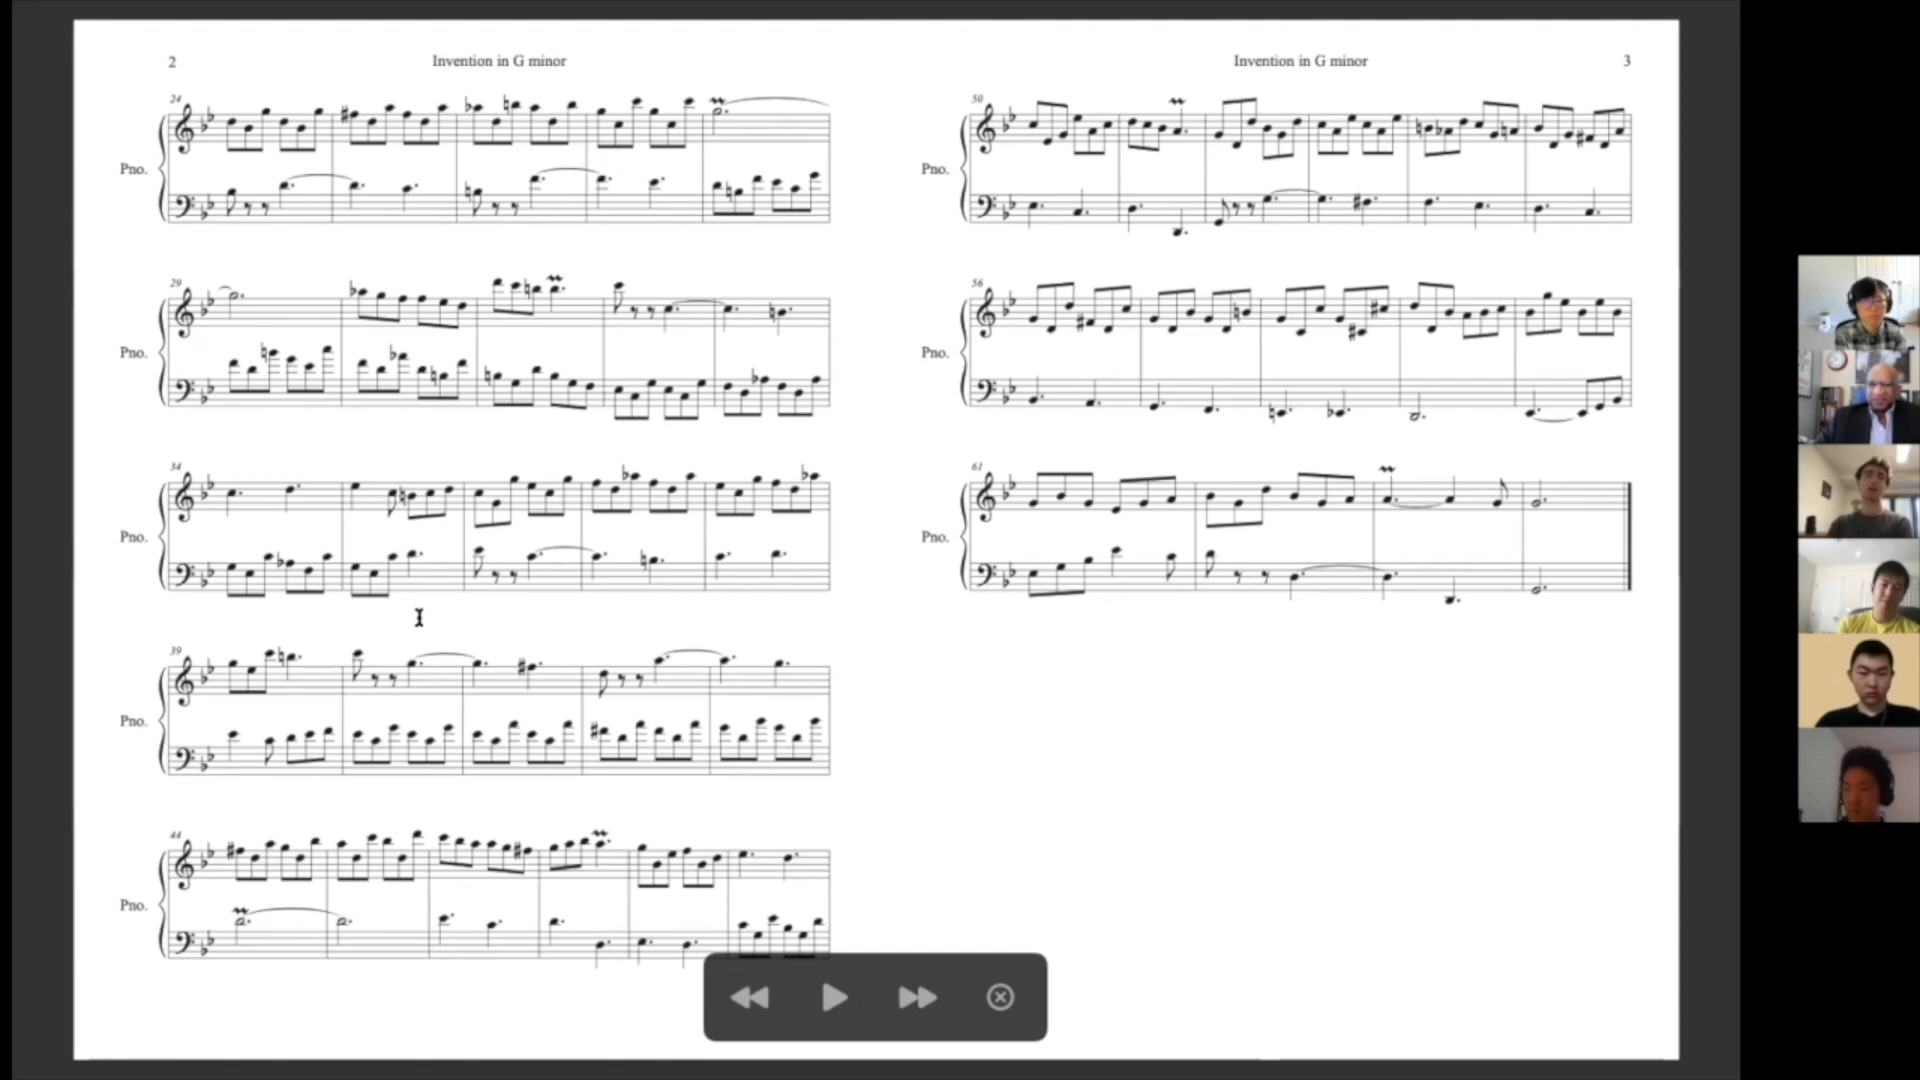 2
Invention in G minor
24
Pno.
29
Pno.
34
Pno.
39
Pno.
44
Pno.
Invention in G minor
3
50
Pno.
56
Pno.
61
Pno.